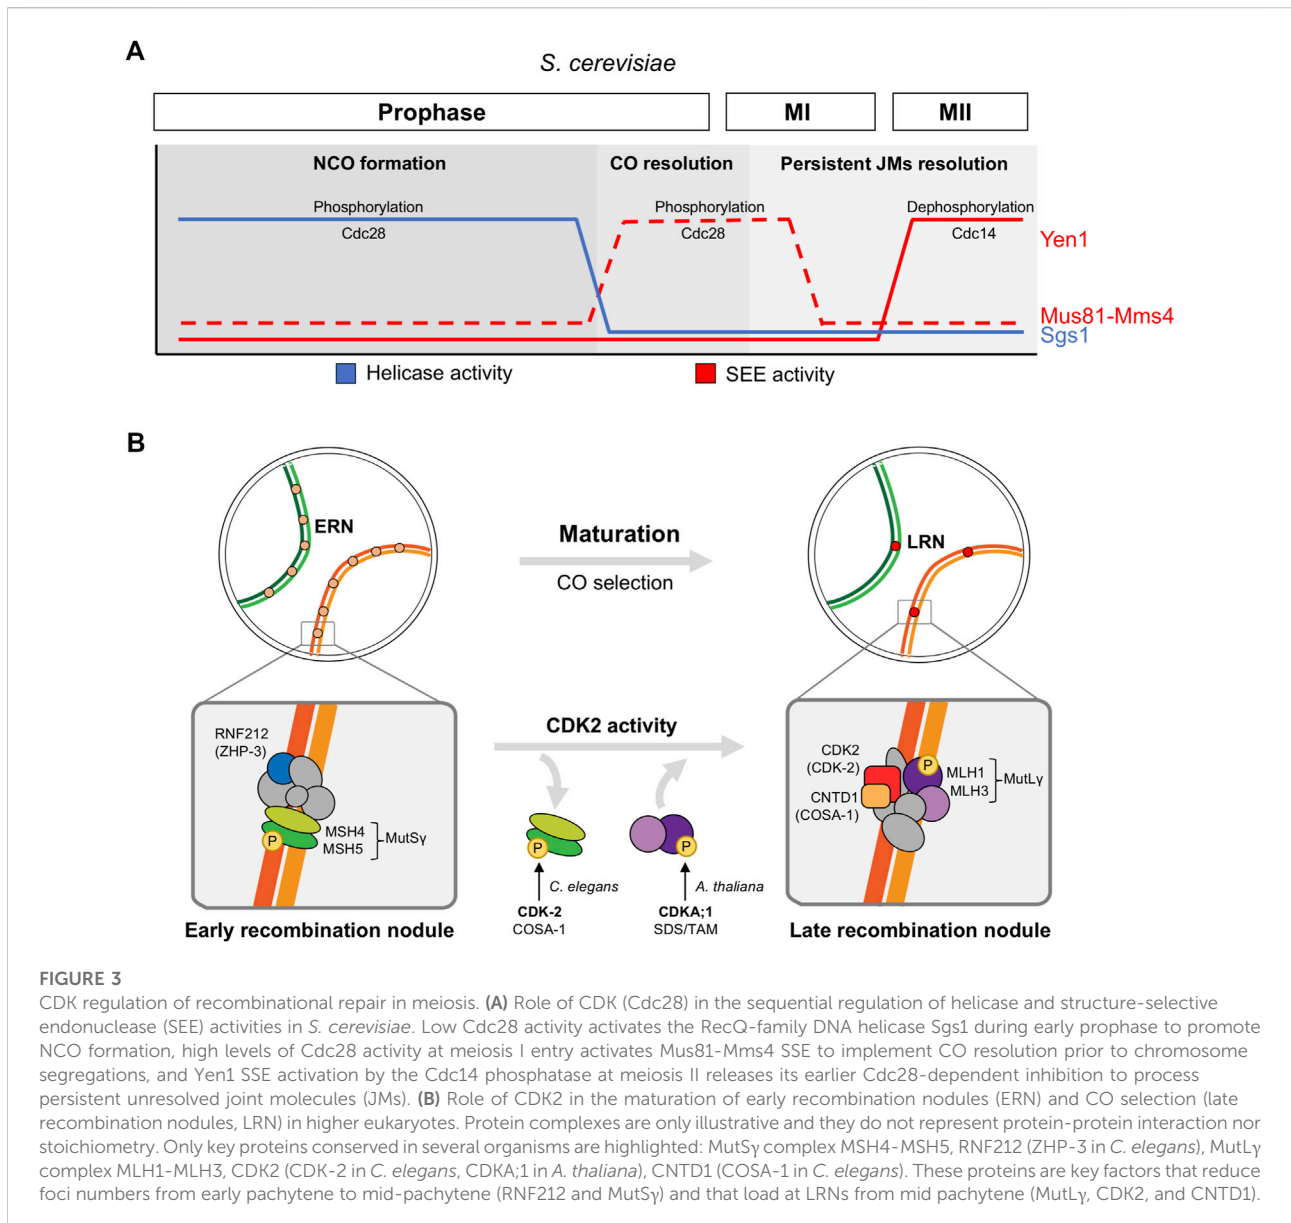 A
S. cerevisiae
Prophase
MI
MII
NCO formation
CO resolution
Persistent JMs resolution
Phosphorylation
Cdc28
Phosphorylation
Cdc28
Dephosphorylation
Cdc14
Yen1
Mus81-Mms4
Sgs1
Helicase activity
SEE activity
B
ERN
Maturation
CO selection
LRN
RNF212
(ZHP-3)
MSH4
MSH5
MutSγ
P
CDK2 activity
P
P
C. elegans
A. thaliana
CDK-2
COSA-1
CDKA;1
SDS/TAM
CDK2
(CDK-2)
CNTD1
(COSA-1)
P
MLH1
MLH3
MutLγ
Early recombination nodule
Late recombination nodule
FIGURE 3
CDK regulation of recombinational repair in meiosis. (A) Role of CDK (Cdc28) in the sequential regulation of helicase and structure-selective
endonuclease (SEE) activities in S. cerevisiae. Low Cdc28 activity activates the RecQ-family DNA helicase Sgs1 during early prophase to promote
NCO formation, high levels of Cdc28 activity at meiosis I entry activates Mus81-Mms4 SSE to implement CO resolution prior to chromosome
segregations, and Yen1 SSE activation by the Cdc14 phosphatase at meiosis II releases its earlier Cdc28-dependent inhibition to process
persistent unresolved joint molecules (JMs). (B) Role of CDK2 in the maturation of early recombination nodules (ERN) and CO selection (late
recombination nodules, LRN) in higher eukaryotes. Protein complexes are only illustrative and they do not represent protein-protein interaction nor
stoichiometry. Only key proteins conserved in several organisms are highlighted: MutSγ complex MSH4-MSH5, RNF212 (ZHP-3 in C. elegans), MutLγ
complex MLH1-MLH3, CDK2 (CDK-2 in C. elegans, CDKA;1 in A. thaliana), CNTD1 (COSA-1 in C. elegans). These proteins are key factors that reduce
foci numbers from early pachytene to mid-pachytene (RNF212 and MutSγ) and that load at LRNs from mid pachytene (MutLγ, CDK2, and CNTD1).